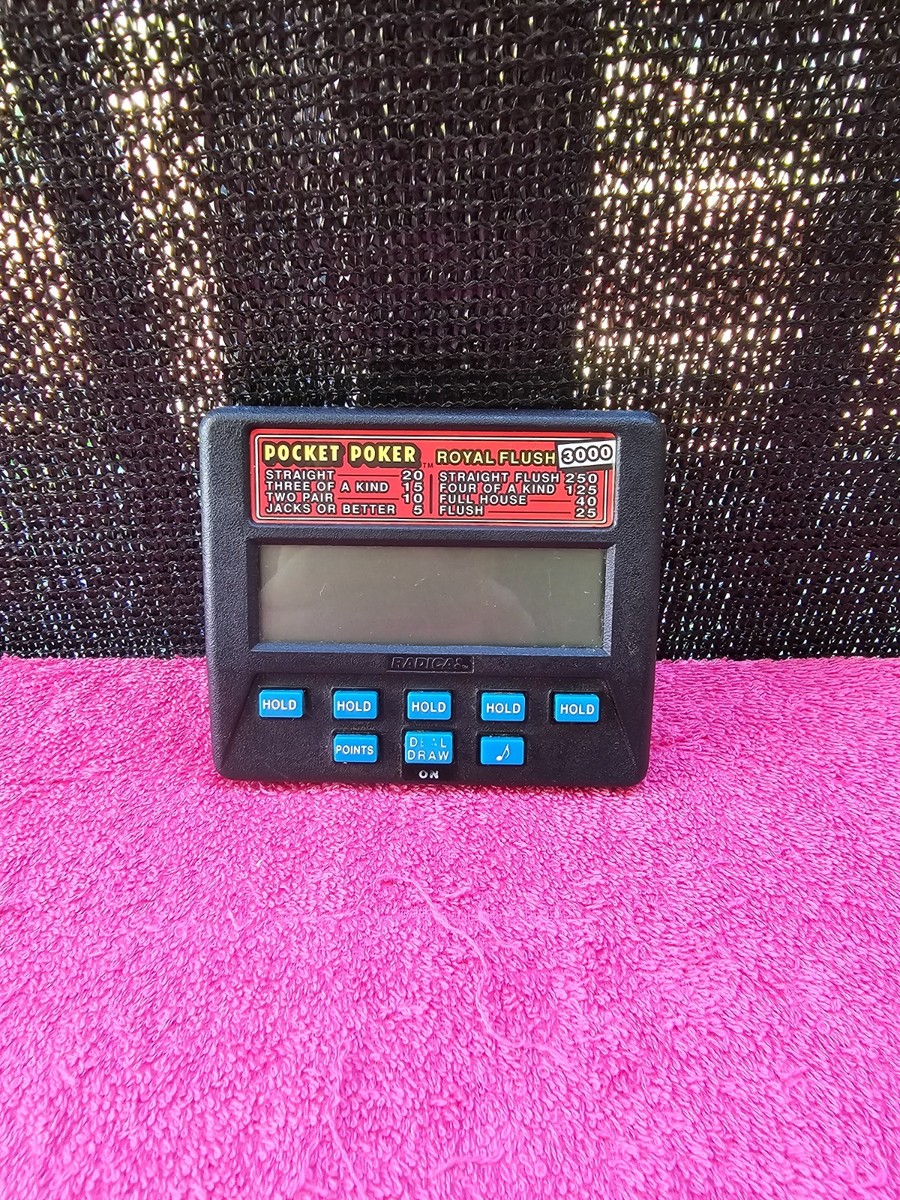 POCKET POKER™ ROYAL FLUSH 3000
STRAIGHT 20
THREE OF A KIND 15
TWO PAIR 10
JACKS OR BETTER 5
STRAIGHT FLUSH 250
FOUR OF A KIND 125
FULL HOUSE 40
FLUSH 25
RADICA
HOLD HOLD HOLD HOLD HOLD
POINTS
DEAL
DRAW
ON